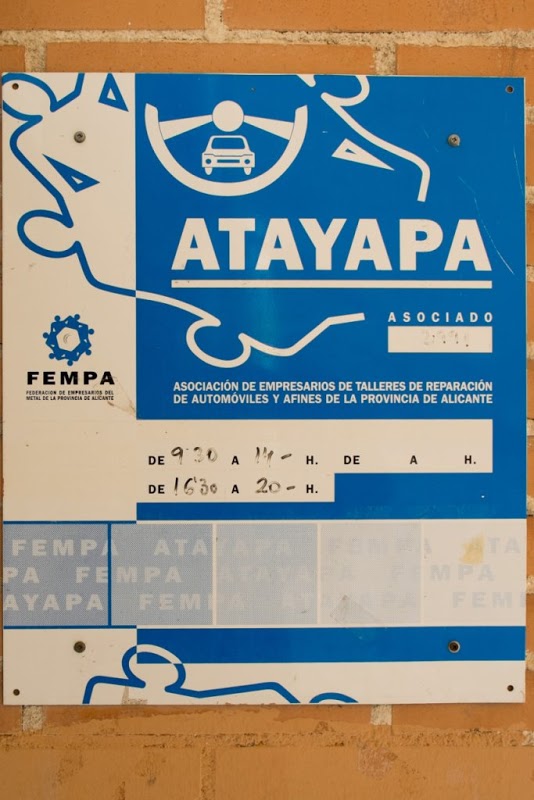 ATAYAPA
ASOCIADO
FEMPA
FEDERACION DE EMPRESARIOS DEL
METAL DE LA PROVINCIA DE ALICANTE
ASOCIACIÓN DE EMPRESARIOS DE TALLERES DE REPARACIÓN
DE AUTOMÓVILES Y AFINES DE LA PROVINCIA DE ALICANTE
DE 9'30 A 14- H. DE A H.
DE 16'30 A 20- H.
FEMPA ATAYAPA FEMPA ATA
PA FEMPA ATAYAPA FEMPA
AYAPA FEMPA ATAYAPA FEM